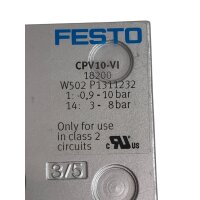 FESTO
CPV10-VI
18200
W502 P1311232
1: -0,9 - 10 bar
14: 3 - 8 bar
Only for use
in class 2
circuits
c UL US
3/5